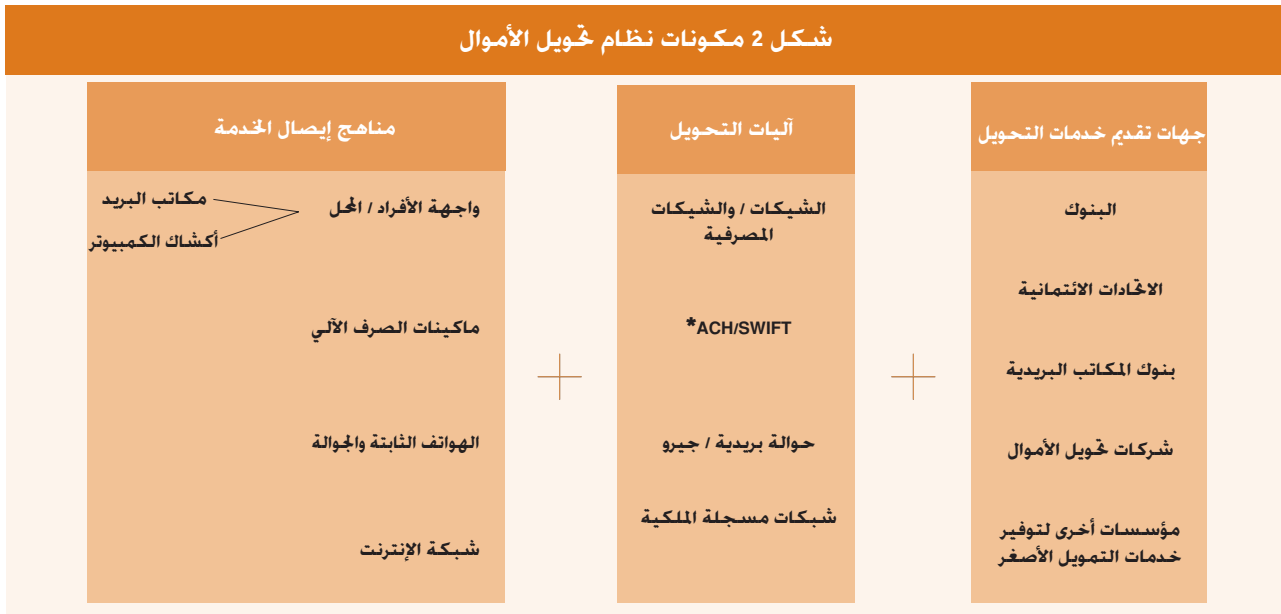 شكل 2 مكونات نظام تحويل الأموال
جهات تقديم خدمات التحويل
البنوك
الاتحادات الائتمانية
بنوك المكاتب البريدية
شركات تحويل الأموال
مؤسسات أخرى لتوفير
خدمات التمويل الأصغر
آليات التحويل
الشيكات / والشيكات
المصرفية
*ACH/SWIFT
حوالة بريدية / جيرو
شبكات مسجلة الملكية
مناهج إيصال الخدمة
واجهة الأفراد / المحل
مكاتب البريد
أكشاك الكمبيوتر
ماكينات الصرف الآلي
الهواتف الثابتة والجوالة
شبكة الإنترنت